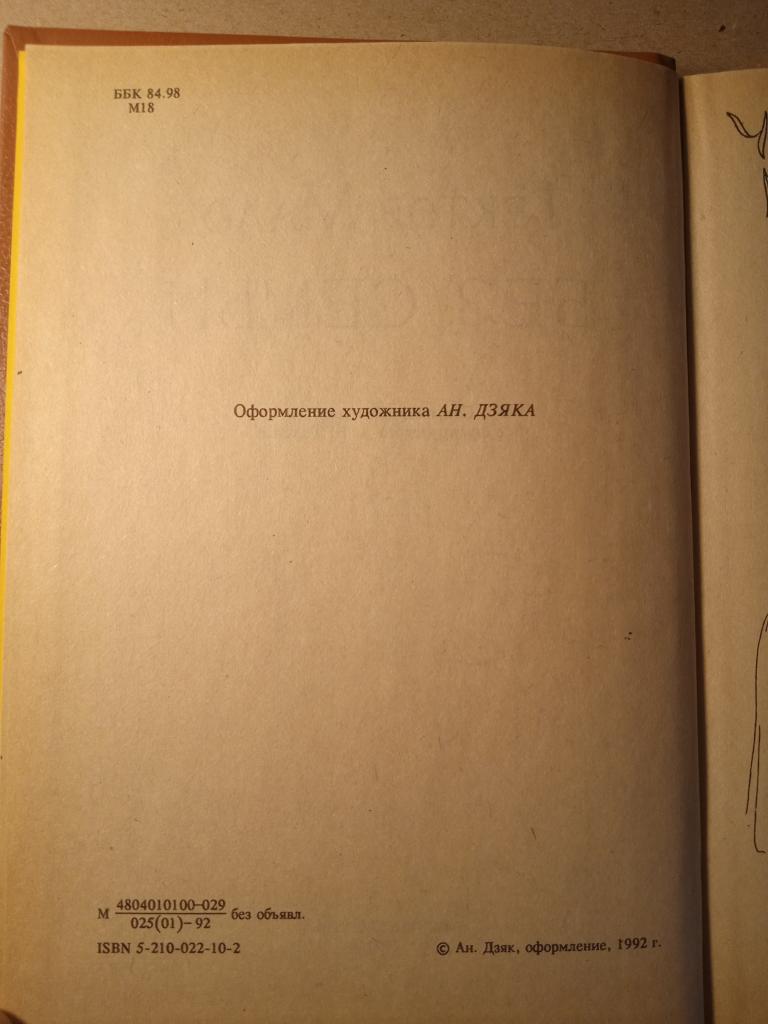 ББК 84.98
М18
Оформление художника АН. ДЗЯКА
М 4804010100-029
025(01)-92 без объявл.
ISBN 5-210-022-10-2
© Ан. Дзяк, оформление, 1992 г.